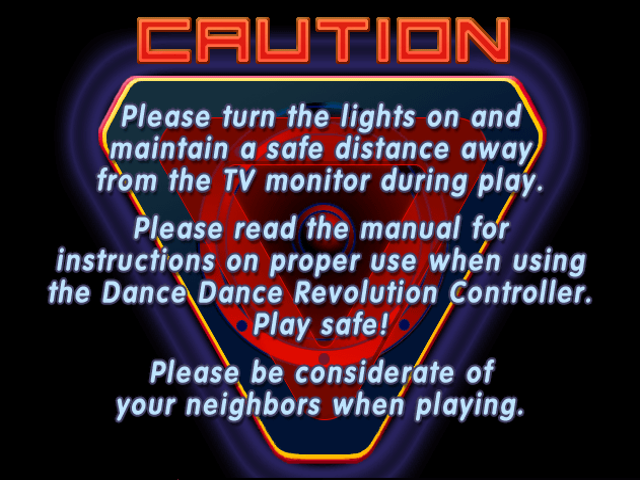 CAUTION
Please turn the lights on and
maintain a safe distance away
from the TV monitor during play.
Please read the manual for
instructions on proper use when using
the Dance Dance Revolution Controller.
Play safe!
Please be considerate of
your neighbors when playing.